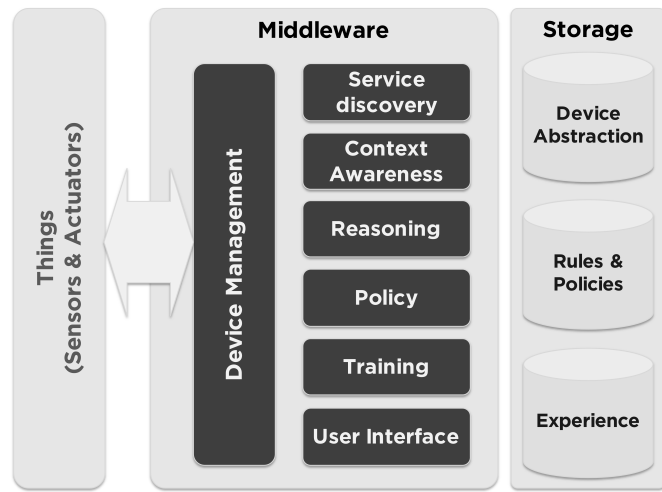 Things
(Sensors & Actuators)
Middleware
Device Management
Service
discovery
Context
Awareness
Reasoning
Policy
Training
User Interface
Storage
Device
Abstraction
Rules &
Policies
Experience